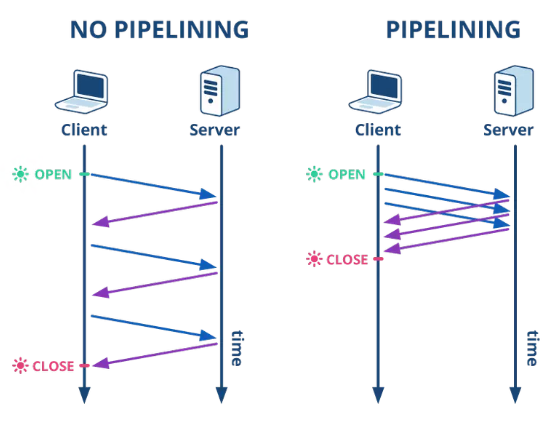 NO PIPELINING
Client
Server
OPEN
CLOSE
time
PIPELINING
Client
Server
OPEN
CLOSE
time